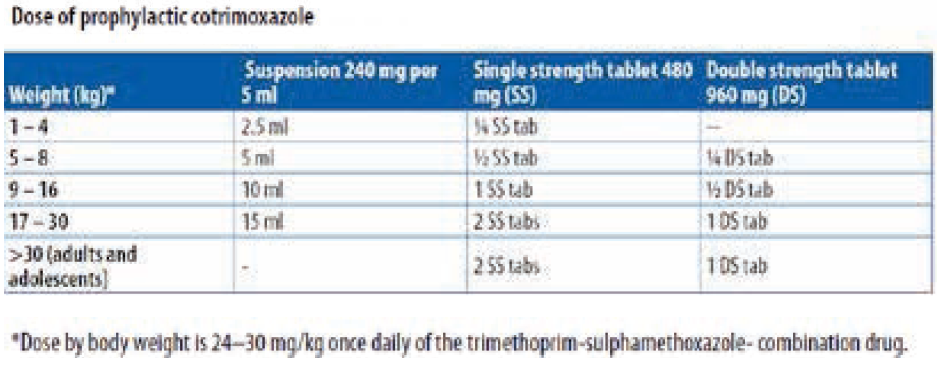 Dose of prophylactic cotrimoxazole
Weight (kg)* Suspension 240 mg per 5 ml Single strength tablet 480 mg (SS) Double strength tablet 960 mg (DS)
1 – 4 2.5 ml ¼ SS tab --
5 – 8 5 ml ½ SS tab ¼ DS tab
9 – 16 10 ml 1 SS tab ½ DS tab
17 – 30 15 ml 2 SS tabs 1 DS tab
>30 (adults and adolescents) - 2 SS tabs 1 DS tab
*Dose by body weight is 24–30 mg/kg once daily of the trimethoprim-sulphamethoxazole- combination drug.